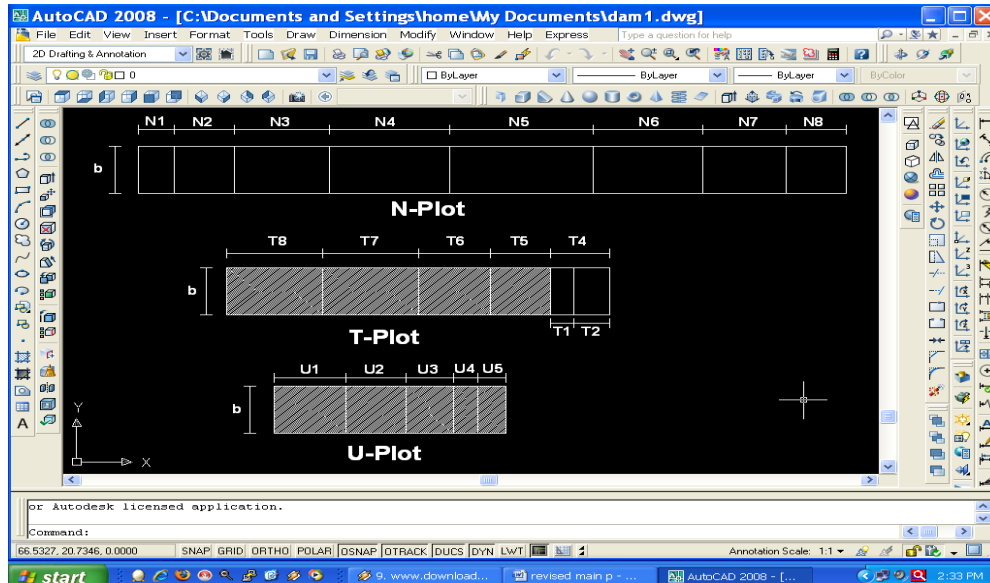 AutoCAD 2008 - [C:\Documents and Settings\home\My Documents\dam1.dwg]
File Edit View Insert Format Tools Draw Dimension Modify Window Help Express Type a question for help
2D Drafting & Annotation
0 ByLayer ByLayer ByLayer ByColor
N1 N2 N3 N4 N5 N6 N7 N8
b
N-Plot
T8 T7 T6 T5 T4
b
T1 T2
T-Plot
U1 U2 U3 U4 U5
b
U-Plot
Y
X
or Autodesk licensed application.
Command:
66.5327, 20.7346, 0.0000 SNAP GRID ORTHO POLAR OSNAP OTRACK DUCS DYN LWT Annotation Scale: 1:1
start 9, www.download... revised main p - ... AutoCAD 2008 - [... 2:33 PM